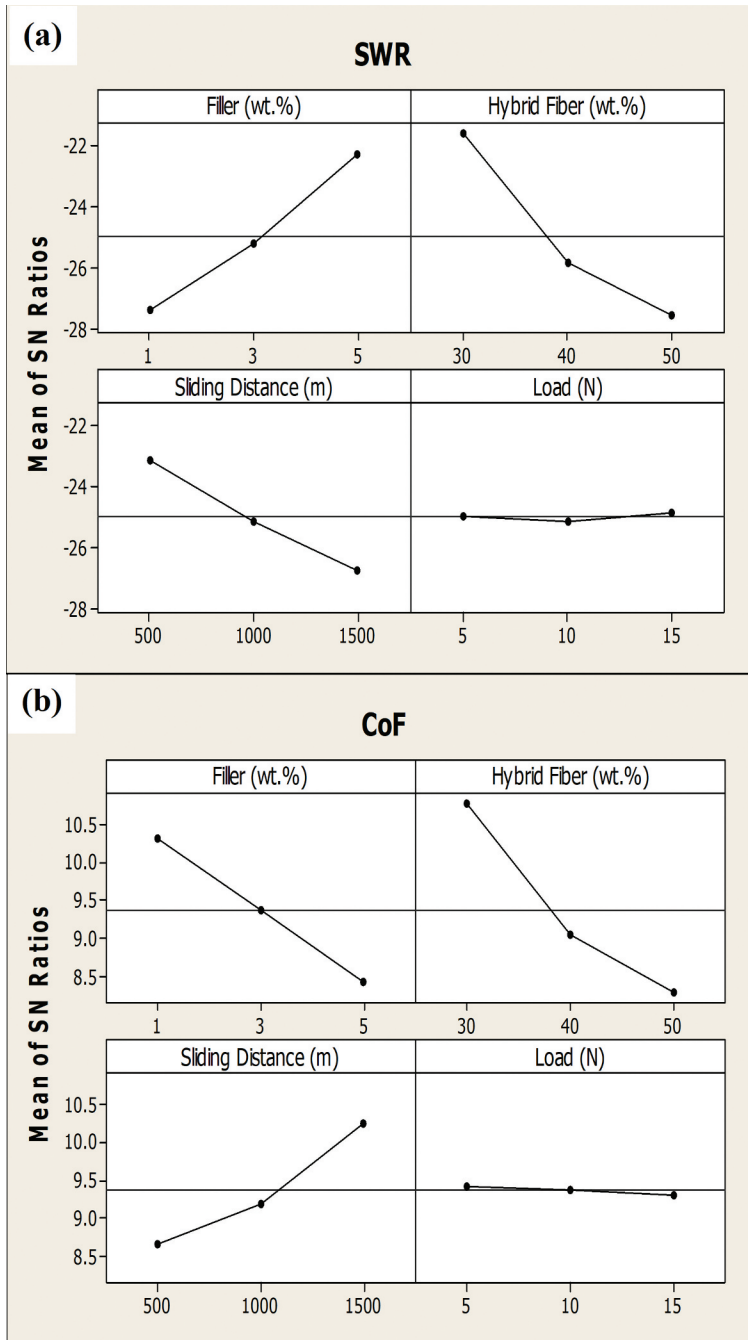 (a)
SWR
Filler (wt.%) Hybrid Fiber (wt.%)
-22
-24
-26
-28
1 3 5 30 40 50
Sliding Distance (m) Load (N)
-22
-24
-26
-28
500 1000 1500 5 10 15
Mean of SN Ratios
(b)
CoF
Filler (wt.%) Hybrid Fiber (wt.%)
10.5
10.0
9.5
9.0
8.5
1 3 5 30 40 50
Sliding Distance (m) Load (N)
10.5
10.0
9.5
9.0
8.5
500 1000 1500 5 10 15
Mean of SN Ratios